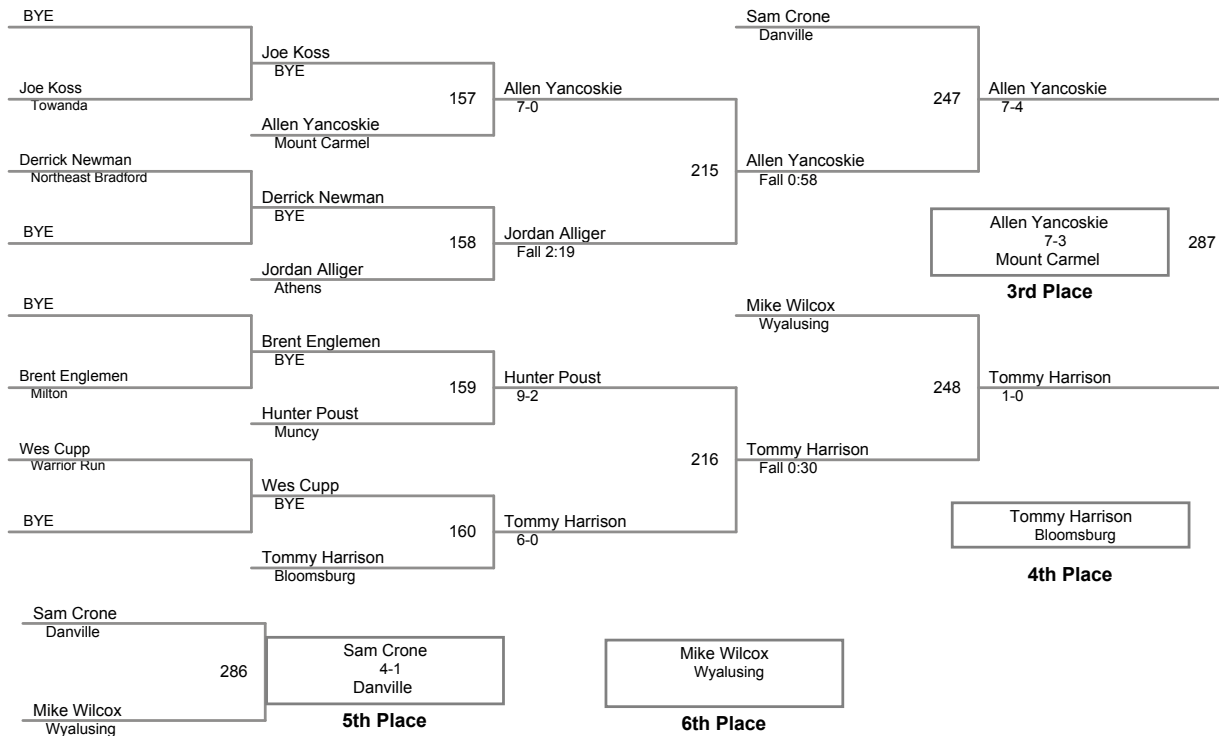 BYE
Joe Koss
Towanda
Derrick Newman
Northeast Bradford
BYE
BYE
Brent Englemen
Milton
Wes Cupp
Warrior Run
BYE
Joe Koss
BYE
157
Allen Yancoskie
Mount Carmel
Derrick Newman
BYE
158
Jordan Alliger
Athens
Brent Englemen
BYE
159
Hunter Poust
Muncy
Wes Cupp
BYE
160
Tommy Harrison
Bloomsburg
Allen Yancoskie
7-0
215
Jordan Alliger
Fall 2:19
Hunter Poust
9-2
216
Tommy Harrison
6-0
Sam Crone
Danville
247
Allen Yancoskie
Fall 0:58
Mike Wilcox
Wyalusing
248
Tommy Harrison
Fall 0:30
Allen Yancoskie
7-4
Tommy Harrison
1-0
Allen Yancoskie
7-3
Mount Carmel
287
3rd Place
Tommy Harrison
Bloomsburg
4th Place
Sam Crone
Danville
286
Mike Wilcox
Wyalusing
Sam Crone
4-1
Danville
5th Place
Mike Wilcox
Wyalusing
6th Place